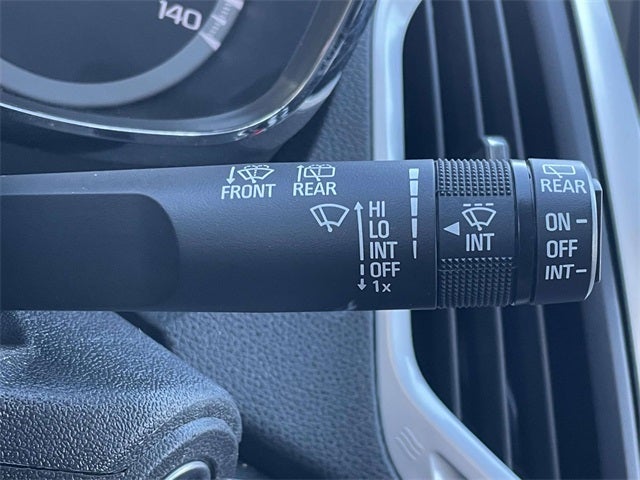 140
FRONT REAR
HI
LO
INT
OFF
1x
INT
REAR
ON
OFF
INT